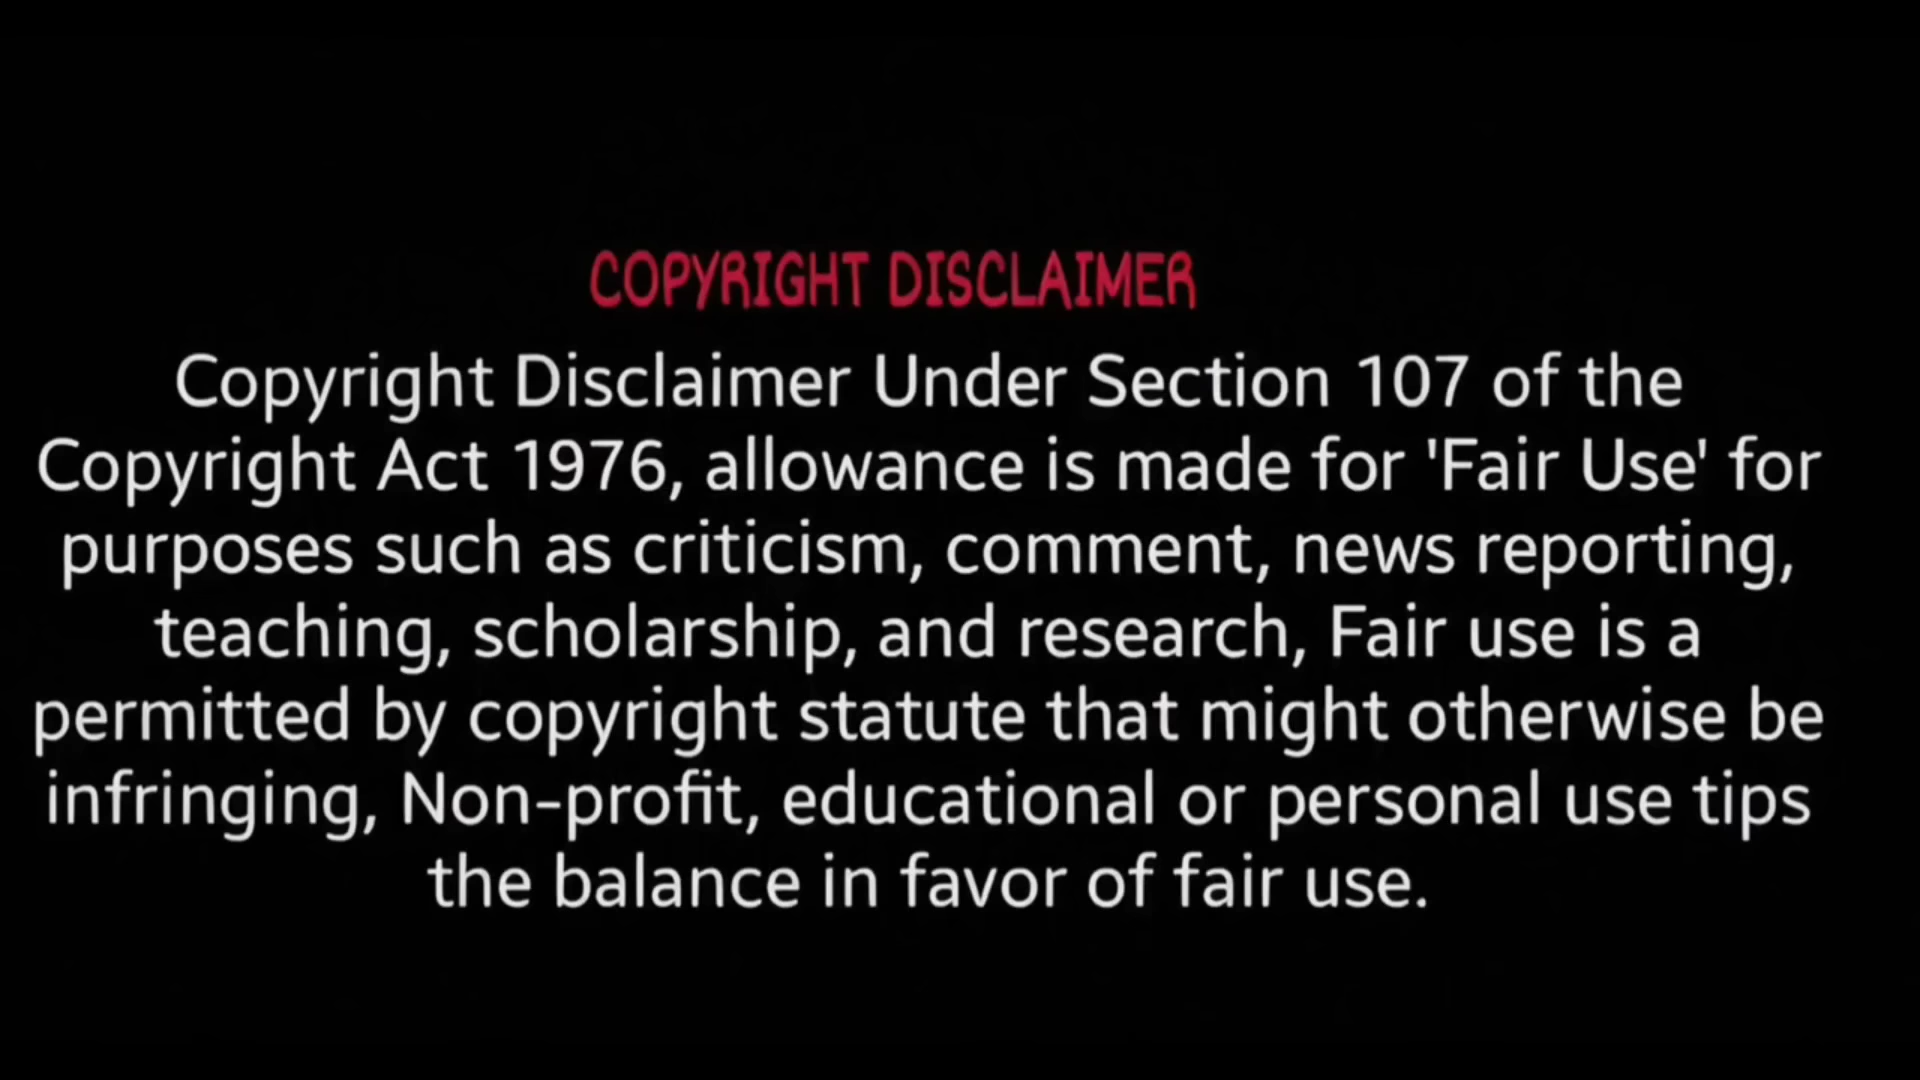 COPYRIGHT DISCLAIMER
Copyright Disclaimer Under Section 107 of the
Copyright Act 1976, allowance is made for 'Fair Use' for
purposes such as criticism, comment, news reporting,
teaching, scholarship, and research, Fair use is a
permitted by copyright statute that might otherwise be
infringing, Non-profit, educational or personal use tips
the balance in favor of fair use.